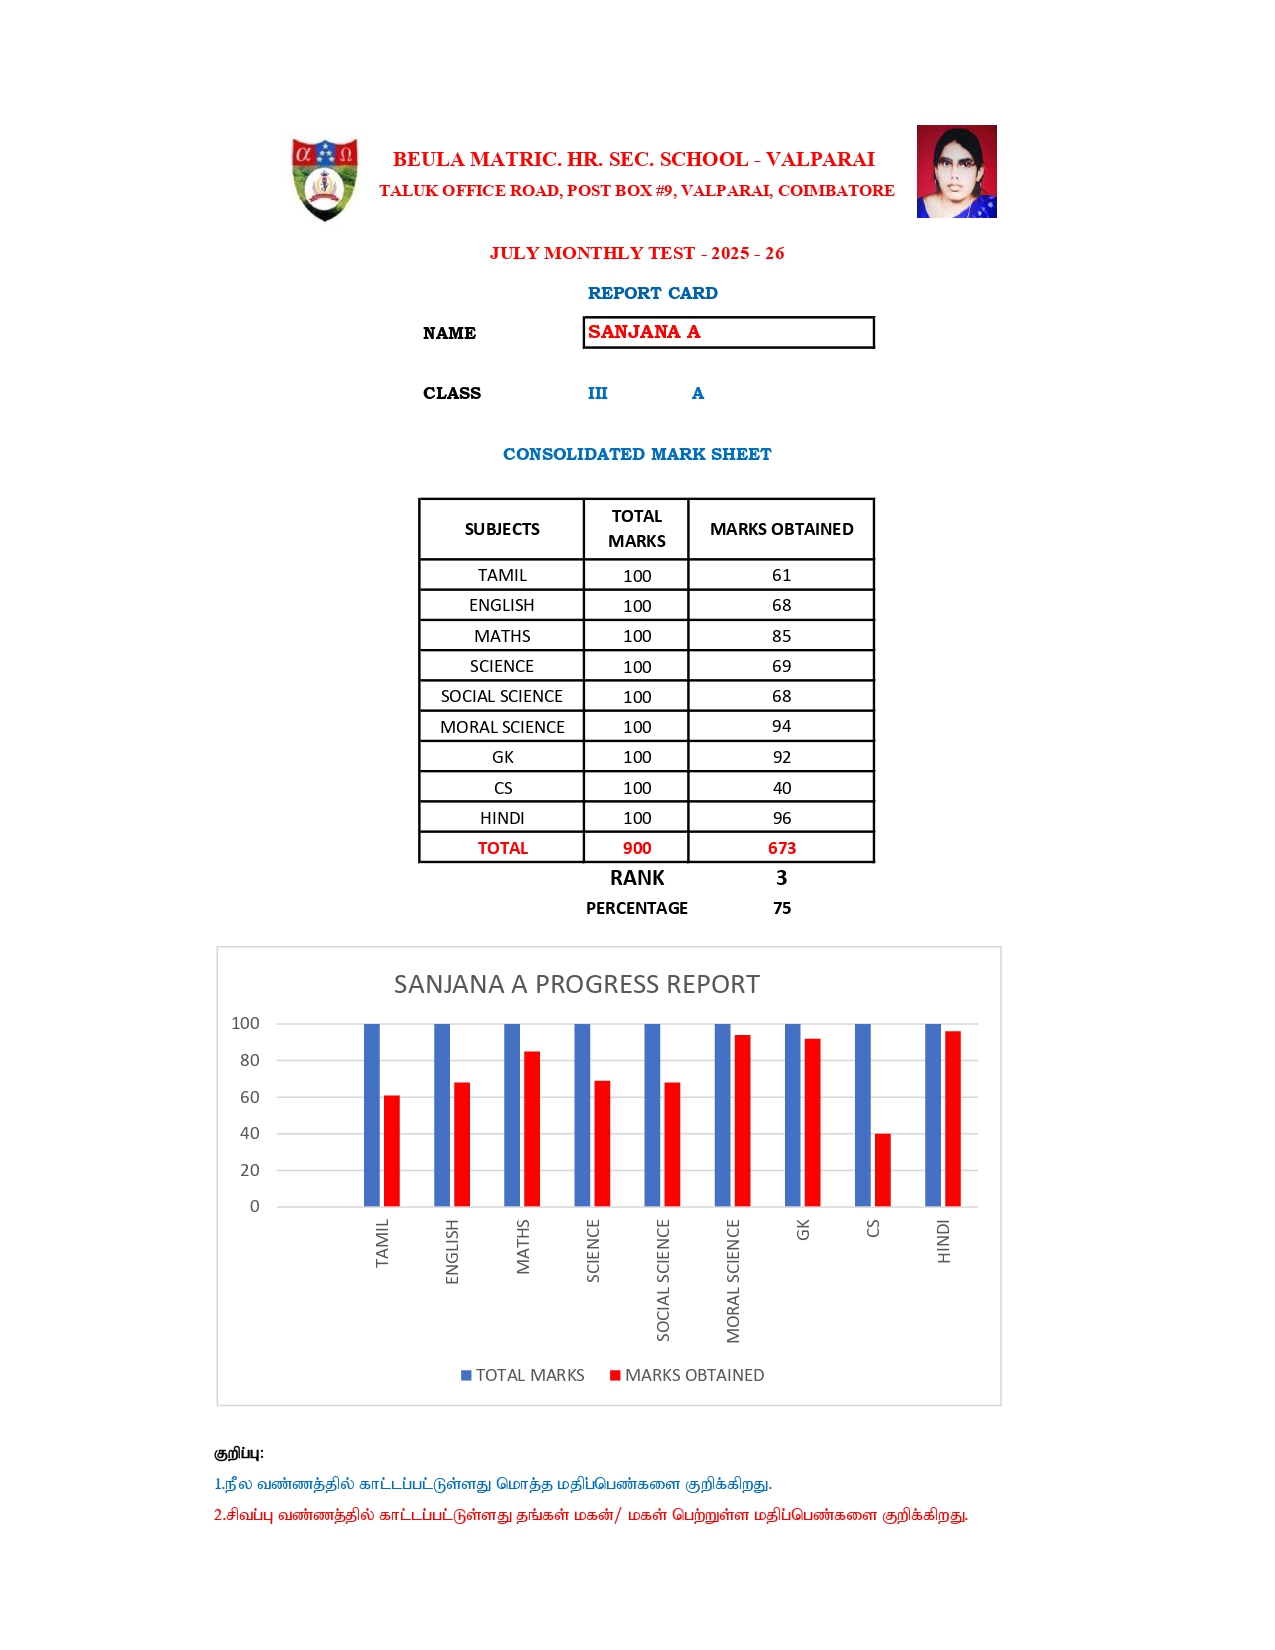 α Ω
BEULA MATRIC. HR. SEC. SCHOOL - VALPARAI
TALUK OFFICE ROAD, POST BOX #9, VALPARAI, COIMBATORE
JULY MONTHLY TEST - 2025 - 26
REPORT CARD
NAME SANJANA A
CLASS III A
CONSOLIDATED MARK SHEET
SUBJECTS TOTAL MARKS MARKS OBTAINED
TAMIL 100 61
ENGLISH 100 68
MATHS 100 85
SCIENCE 100 69
SOCIAL SCIENCE 100 68
MORAL SCIENCE 100 94
GK 100 92
CS 100 40
HINDI 100 96
TOTAL 900 673
RANK 3
PERCENTAGE 75
SANJANA A PROGRESS REPORT
100
80
60
40
20
0
TAMIL ENGLISH MATHS SCIENCE SOCIAL SCIENCE MORAL SCIENCE GK CS HINDI
TOTAL MARKS MARKS OBTAINED
குறிப்பு:
1.நீல வண்ணத்தில் காட்டப்பட்டுள்ளது மொத்த மதிப்பெண்களை குறிக்கிறது.
2.சிவப்பு வண்ணத்தில் காட்டப்பட்டுள்ளது தங்கள் மகன்/ மகள் பெற்றுள்ள மதிப்பெண்களை குறிக்கிறது.